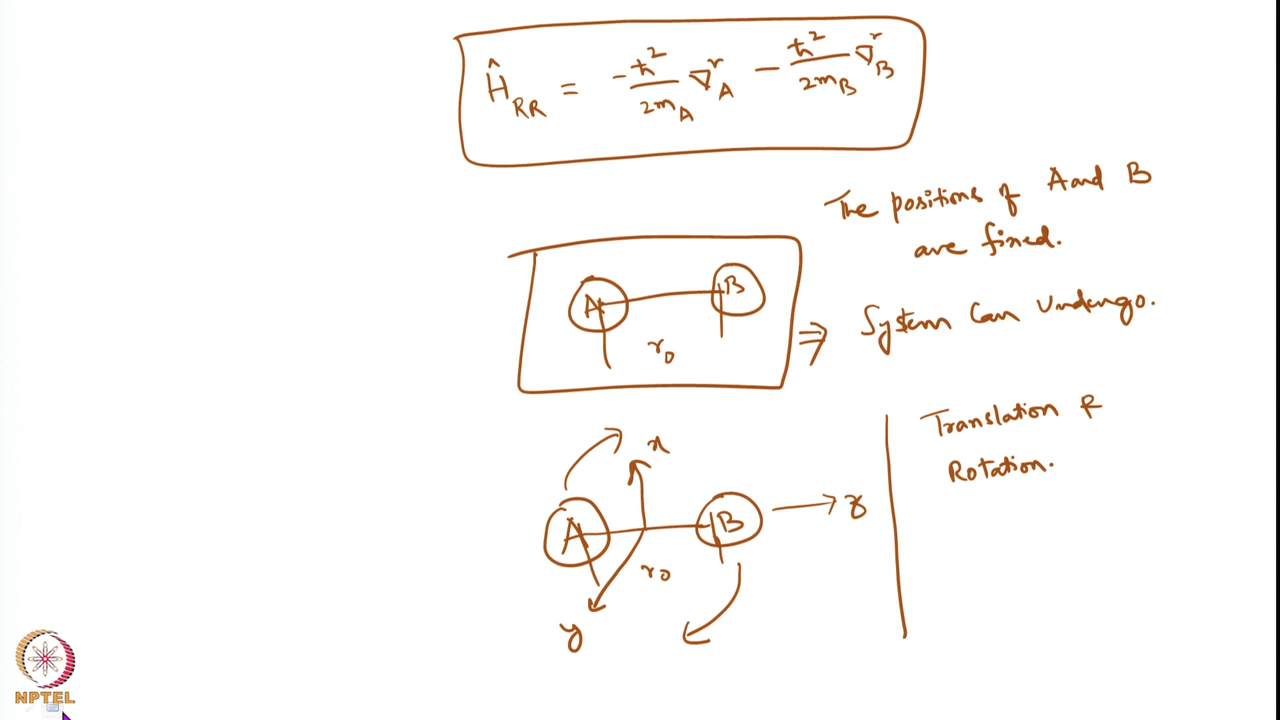 Ĥ_RR = -ħ²/2m_A ∇²_A - ħ²/2m_B ∇²_B
The positions of A and B
are fixed.
A B
r₀
⇒ System Can Undergo.
Translation &
Rotation.
x
A B → z
r₀
y
NPTEL